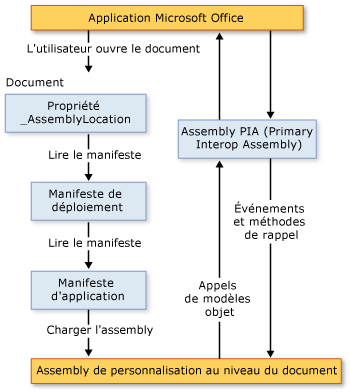 Application Microsoft Office
L'utilisateur ouvre le document
Document
Propriété
_AssemblyLocation
Lire le manifeste
Manifeste de
déploiement
Lire le manifeste
Manifeste
d'application
Charger l'assembly
Assembly PIA (Primary
Interop Assembly)
Événements
et méthodes
de rappel
Appels
de modèles
objet
Assembly de personnalisation au niveau du document